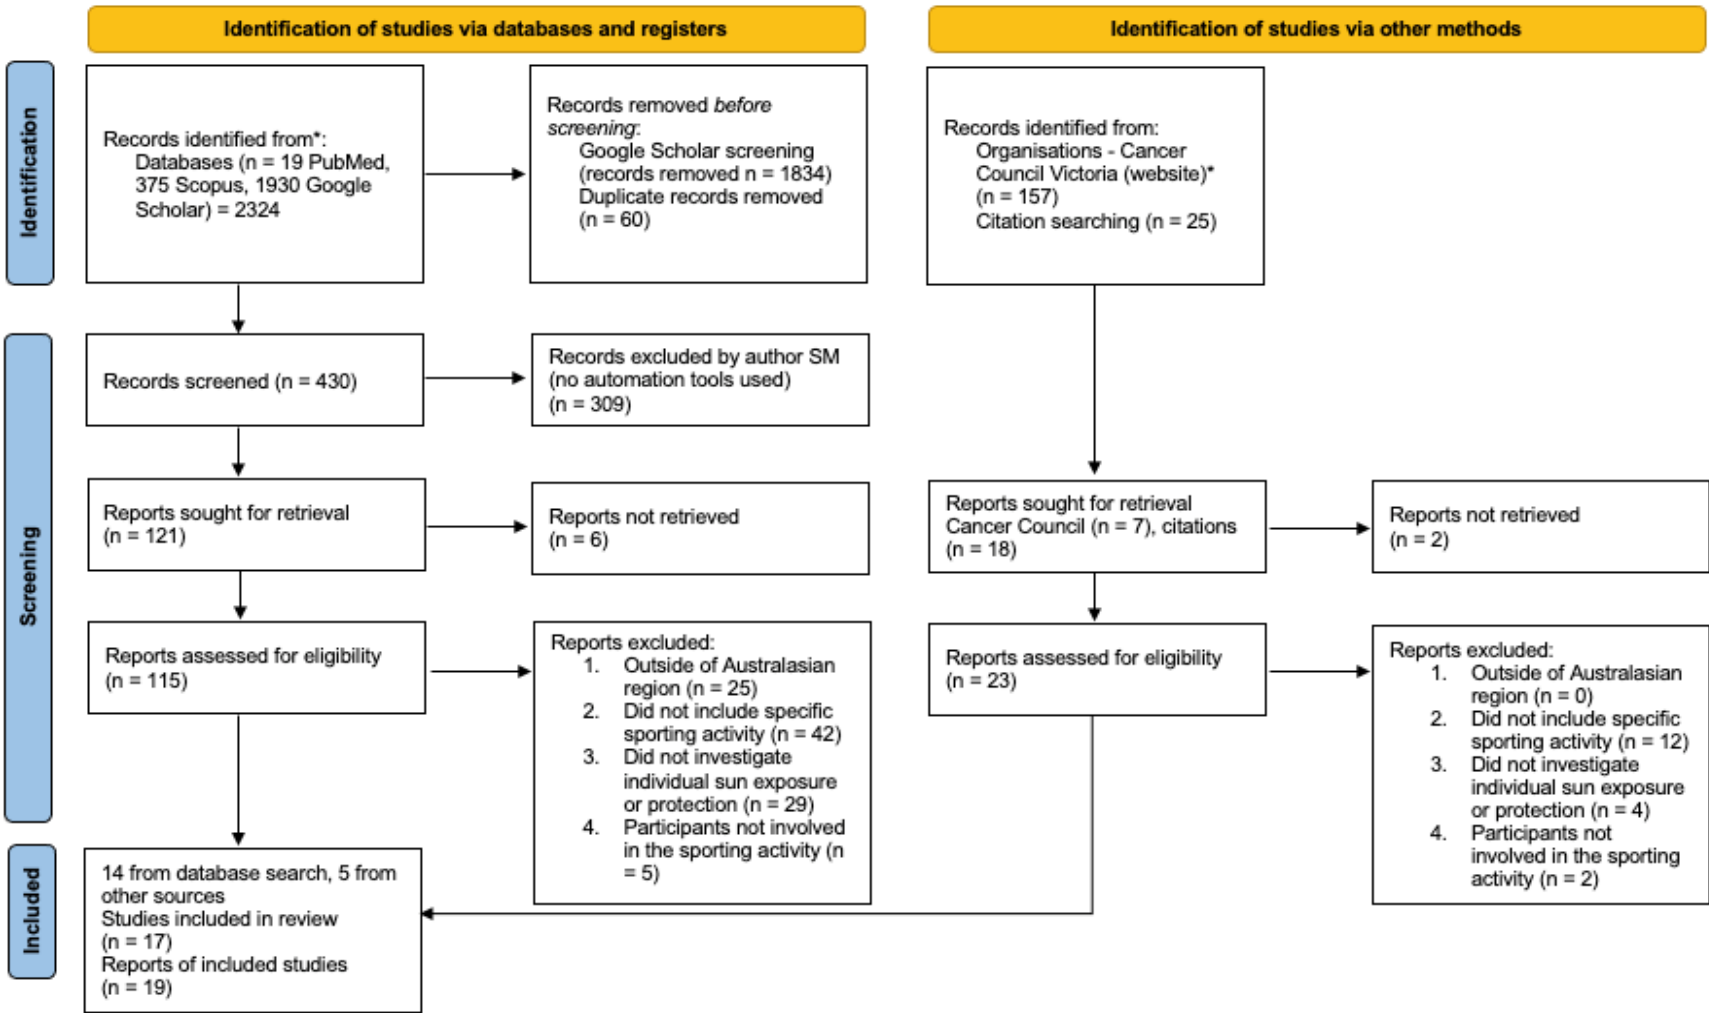 Identification of studies via databases and registers
Identification of studies via other methods
Identification
Records identified from*:
Databases (n = 19 PubMed,
375 Scopus, 1930 Google
Scholar) = 2324
Records removed before
screening:
Google Scholar screening
(records removed n = 1834)
Duplicate records removed
(n = 60)
Records identified from:
Organisations - Cancer
Council Victoria (website)*
(n = 157)
Citation searching (n = 25)
Screening
Records screened (n = 430)
Records excluded by author SM
(no automation tools used)
(n = 309)
Reports sought for retrieval
(n = 121)
Reports not retrieved
(n = 6)
Reports sought for retrieval
Cancer Council (n = 7), citations
(n = 18)
Reports not retrieved
(n = 2)
Reports assessed for eligibility
(n = 115)
Reports excluded:
1. Outside of Australasian
region (n = 25)
2. Did not include specific
sporting activity (n = 42)
3. Did not investigate
individual sun exposure
or protection (n = 29)
4. Participants not involved
in the sporting activity (n
= 5)
Reports assessed for eligibility
(n = 23)
Reports excluded:
1. Outside of Australasian
region (n = 0)
2. Did not include specific
sporting activity (n = 12)
3. Did not investigate
individual sun exposure
or protection (n = 4)
4. Participants not
involved in the sporting
activity (n = 2)
Included
14 from database search, 5 from
other sources
Studies included in review
(n = 17)
Reports of included studies
(n = 19)